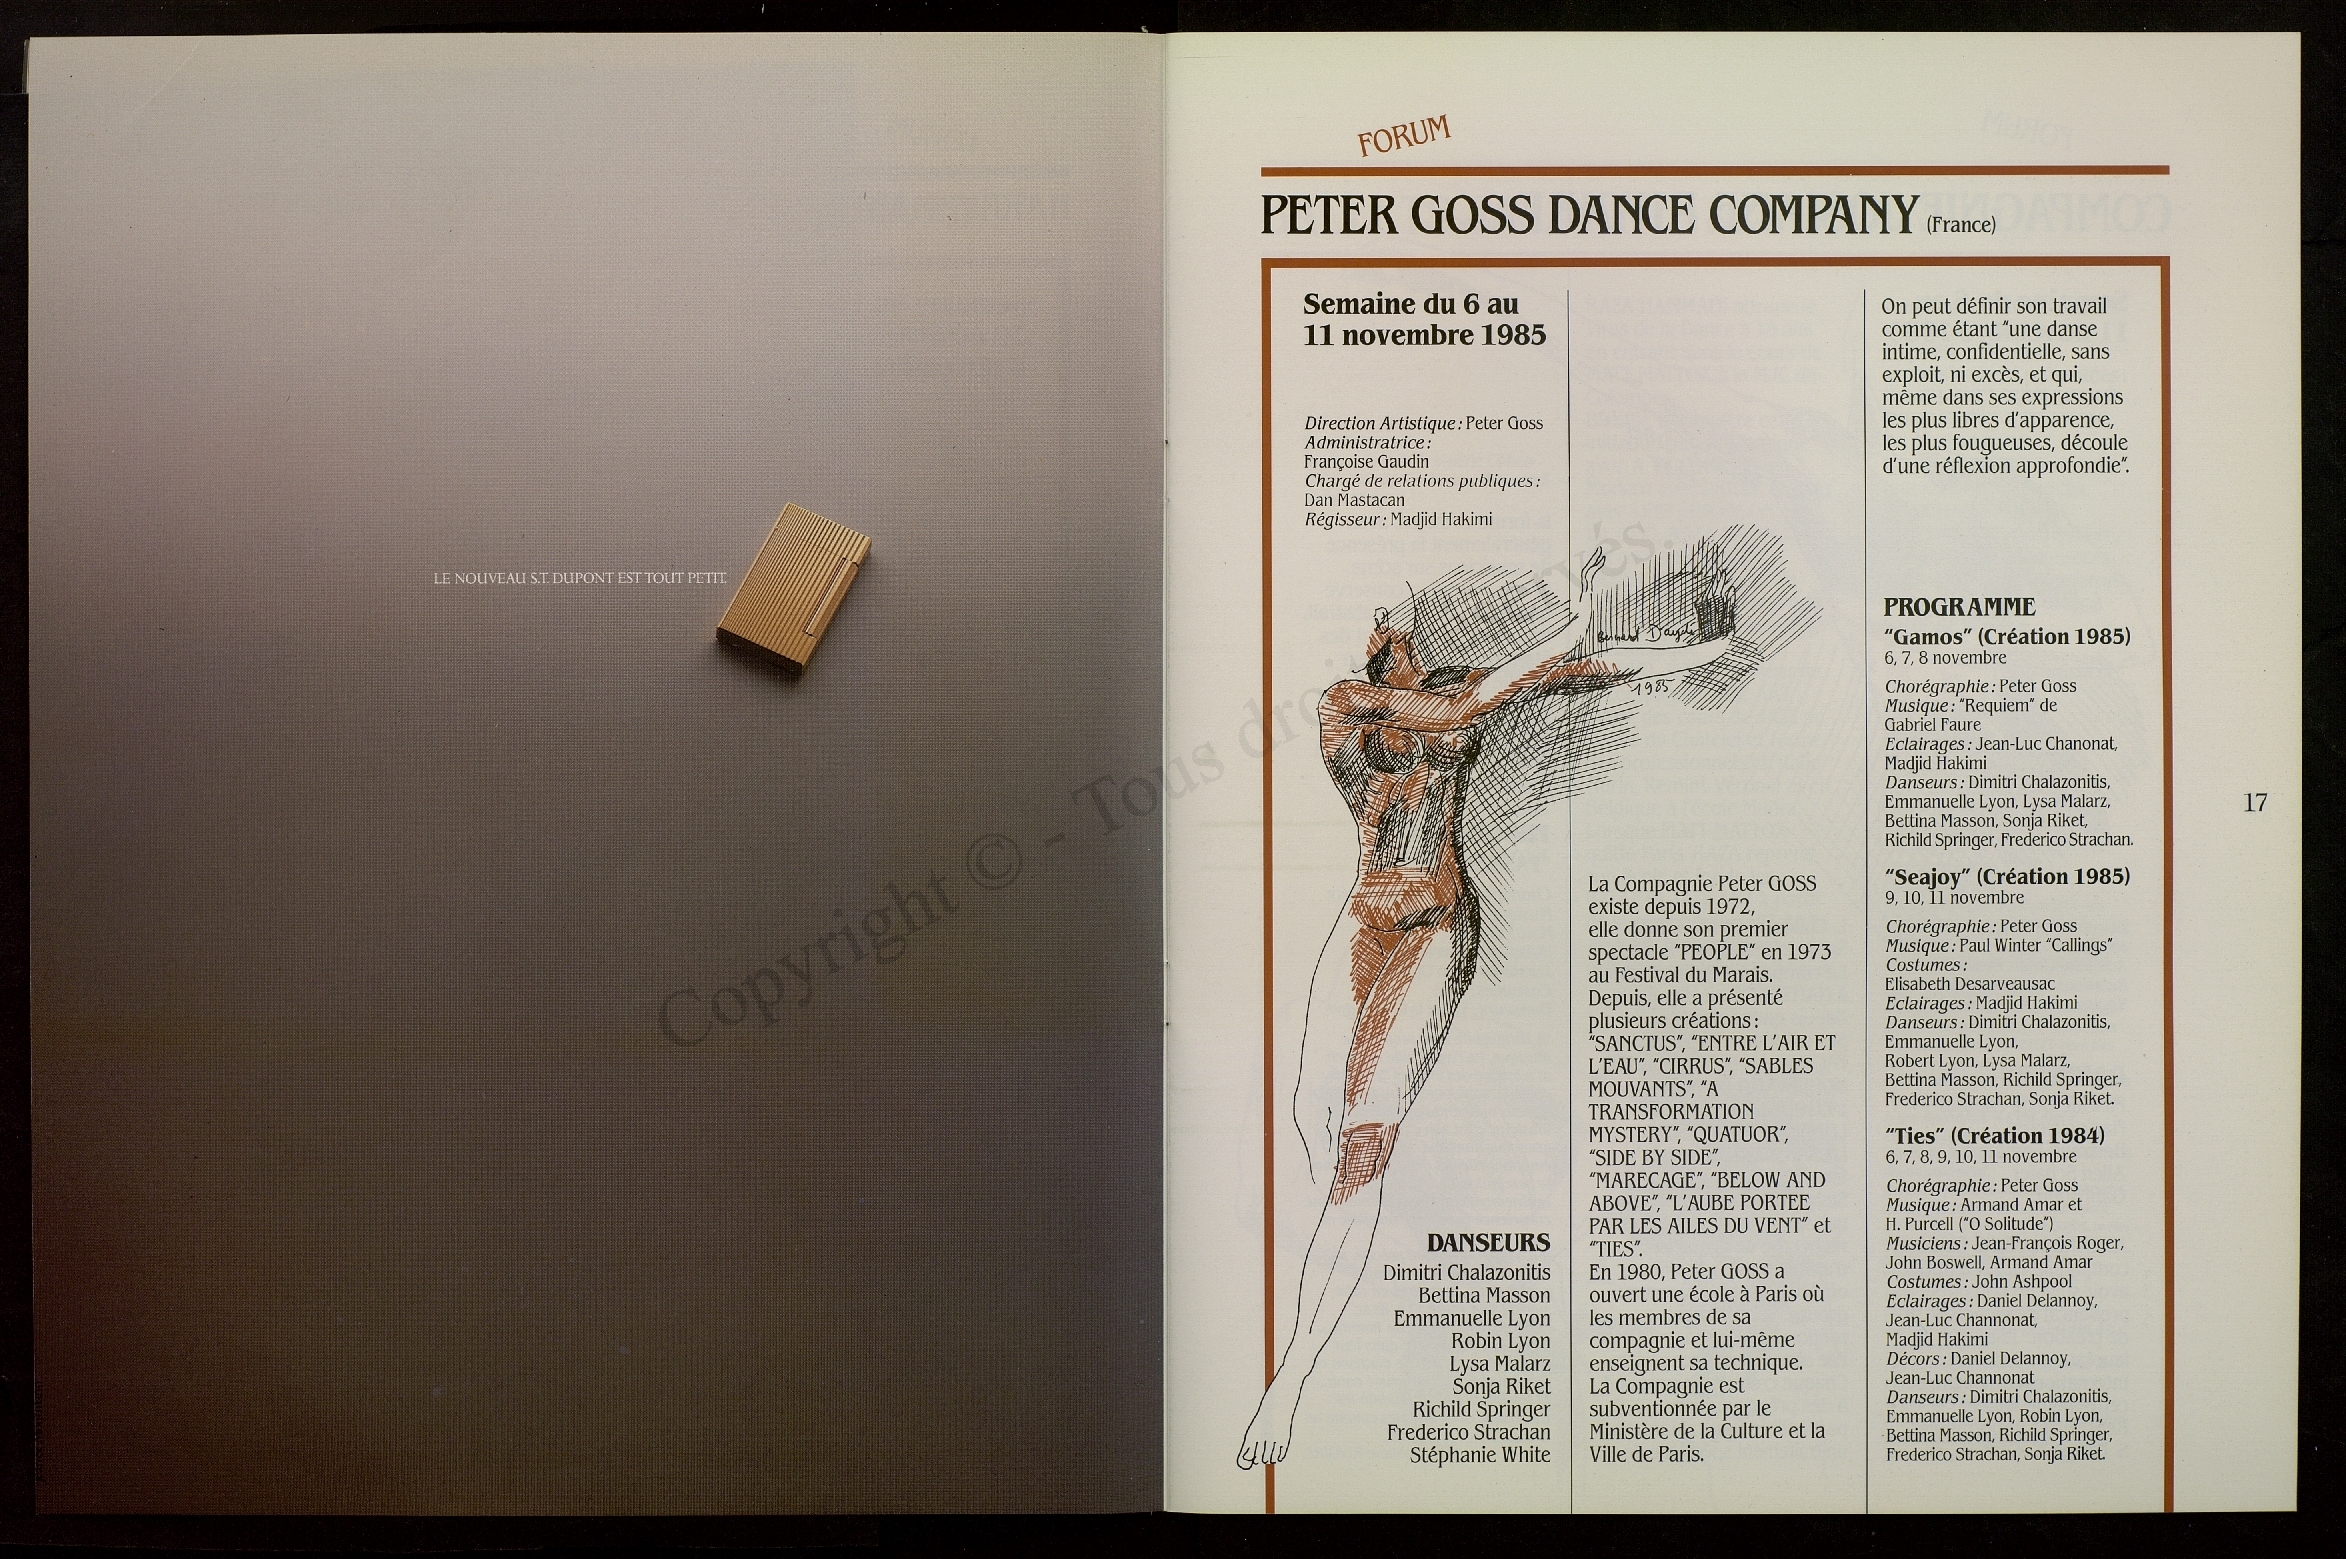 LE NOUVEAU S.T. DUPONT EST TOUT PETIT.
FORUM
PETER GOSS DANCE COMPANY (France)
Semaine du 6 au
11 novembre 1985
Direction Artistique : Peter Goss
Administratrice :
Françoise Gaudin
Chargé de relations publiques :
Dan Mastacan
Régisseur : Madjid Hakimi
Bernard Daydé
1985
DANSEURS
Dimitri Chalazonitis
Bettina Masson
Emmanuelle Lyon
Robin Lyon
Lysa Malarz
Sonja Riket
Richild Springer
Frederico Strachan
Stéphanie White
La Compagnie Peter GOSS
existe depuis 1972,
elle donne son premier
spectacle “PEOPLE” en 1973
au Festival du Marais.
Depuis, elle a présenté
plusieurs créations :
“SANCTUS”, “ENTRE L’AIR ET
L’EAU”, “CIRRUS”, “SABLES
MOUVANTS”, “A
TRANSFORMATION
MYSTERY”, “QUATUOR”,
“SIDE BY SIDE”,
“MARECAGE”, “BELOW AND
ABOVE”, “L’AUBE PORTEE
PAR LES AILES DU VENT” et
“TIES”.
En 1980, Peter GOSS a
ouvert une école à Paris où
les membres de sa
compagnie et lui-même
enseignent sa technique.
La Compagnie est
subventionnée par le
Ministère de la Culture et la
Ville de Paris.
On peut définir son travail
comme étant “une danse
intime, confidentielle, sans
exploit, ni excès, et qui,
même dans ses expressions
les plus libres d’apparence,
les plus fougueuses, découle
d’une réflexion approfondie”.
PROGRAMME
“Gamos” (Création 1985)
6, 7, 8 novembre
Chorégraphie : Peter Goss
Musique : “Requiem” de
Gabriel Faure
Eclairages : Jean-Luc Chanonat,
Madjid Hakimi
Danseurs : Dimitri Chalazonitis,
Emmanuelle Lyon, Lysa Malarz,
Bettina Masson, Sonja Riket,
Richild Springer, Frederico Strachan.
“Seajoy” (Création 1985)
9, 10, 11 novembre
Chorégraphie : Peter Goss
Musique : Paul Winter “Callings”
Costumes :
Elisabeth Desarveausac
Eclairages : Madjid Hakimi
Danseurs : Dimitri Chalazonitis,
Emmanuelle Lyon,
Robert Lyon, Lysa Malarz,
Bettina Masson, Richild Springer,
Frederico Strachan, Sonja Riket.
“Ties” (Création 1984)
6, 7, 8, 9, 10, 11 novembre
Chorégraphie : Peter Goss
Musique : Armand Amar et
H. Purcell (“O Solitude”)
Musiciens : Jean-François Roger,
John Boswell, Armand Amar
Costumes : John Ashpool
Eclairages : Daniel Delannoy,
Jean-Luc Channonat,
Madjid Hakimi
Décors : Daniel Delannoy,
Jean-Luc Channonat
Danseurs : Dimitri Chalazonitis,
Emmanuelle Lyon, Robin Lyon,
Bettina Masson, Richild Springer,
Frederico Strachan, Sonja Riket.
17
Copyright © - Tous droits